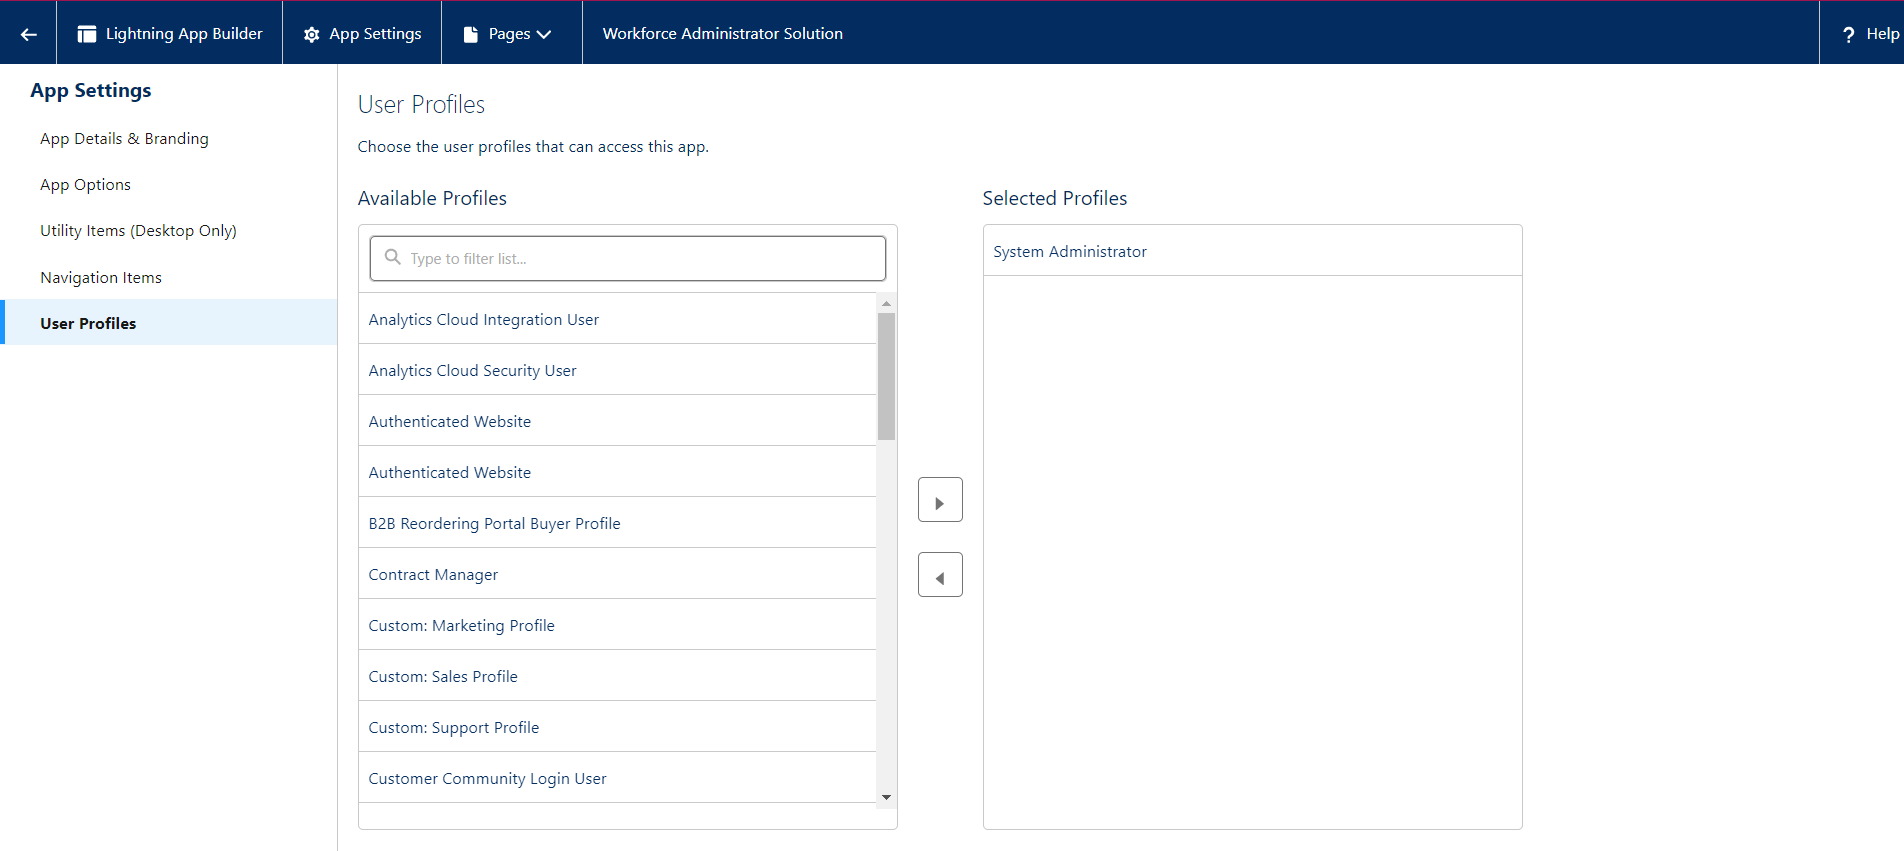 Lightning App Builder
App Settings
Pages
Workforce Administrator Solution
? Help
App Settings
App Details & Branding
App Options
Utility Items (Desktop Only)
Navigation Items
User Profiles
User Profiles
Choose the user profiles that can access this app.
Available Profiles
Type to filter list...
Analytics Cloud Integration User
Analytics Cloud Security User
Authenticated Website
Authenticated Website
B2B Reordering Portal Buyer Profile
Contract Manager
Custom: Marketing Profile
Custom: Sales Profile
Custom: Support Profile
Customer Community Login User
Selected Profiles
System Administrator